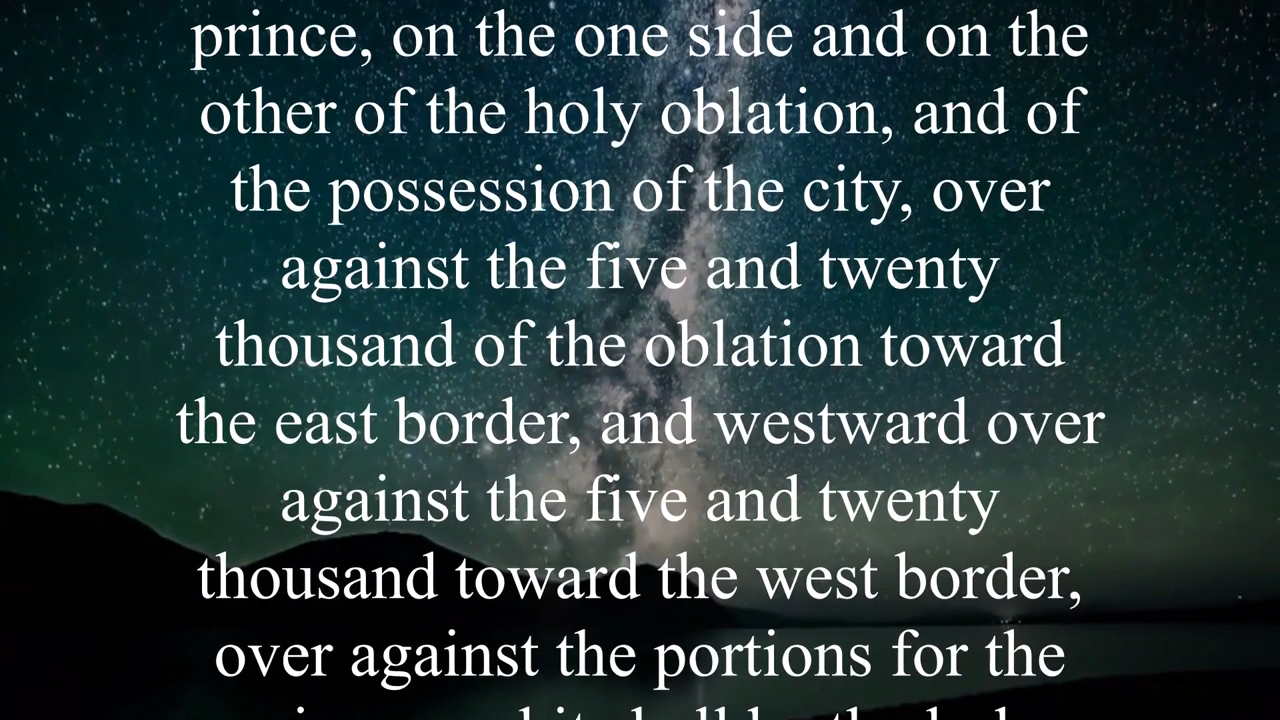 prince, on the one side and on the
other of the holy oblation, and of
the possession of the city, over
against the five and twenty
thousand of the oblation toward
the east border, and westward over
against the five and twenty
thousand toward the west border,
over against the portions for the